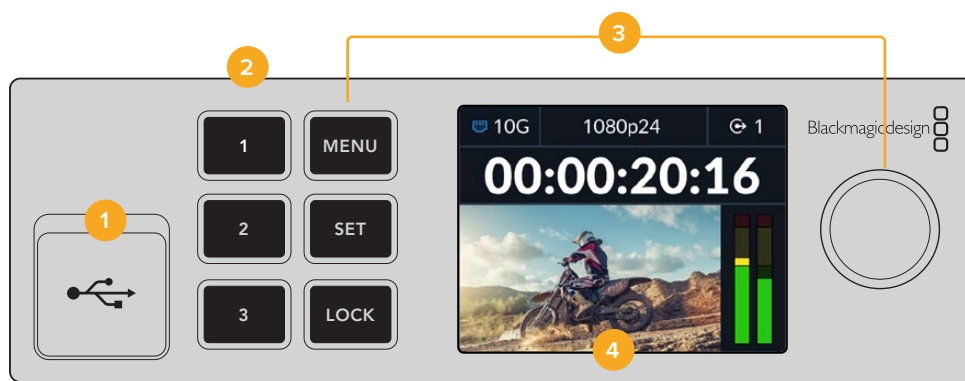 3
2
1 MENU
10G 1080p24 1
Blackmagicdesign
00:00:20:16
1
2 SET
3 LOCK
4